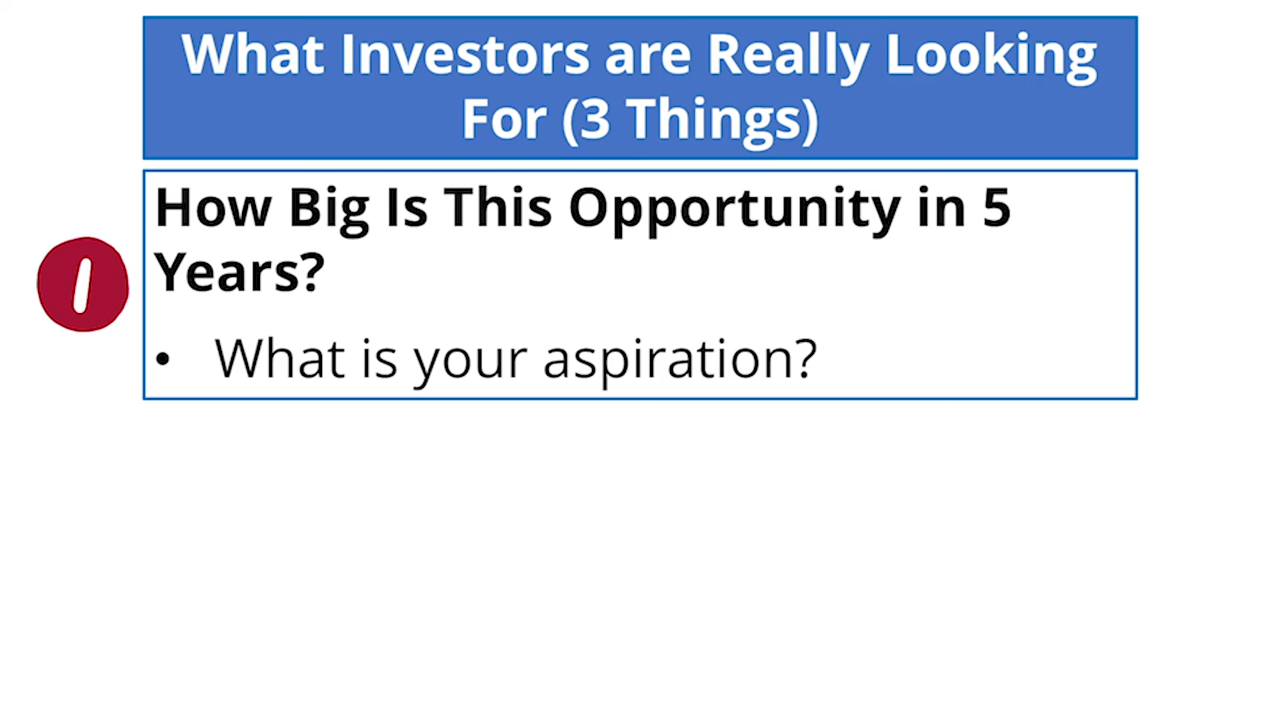 What Investors are Really Looking
For (3 Things)
1
How Big Is This Opportunity in 5
Years?
• What is your aspiration?